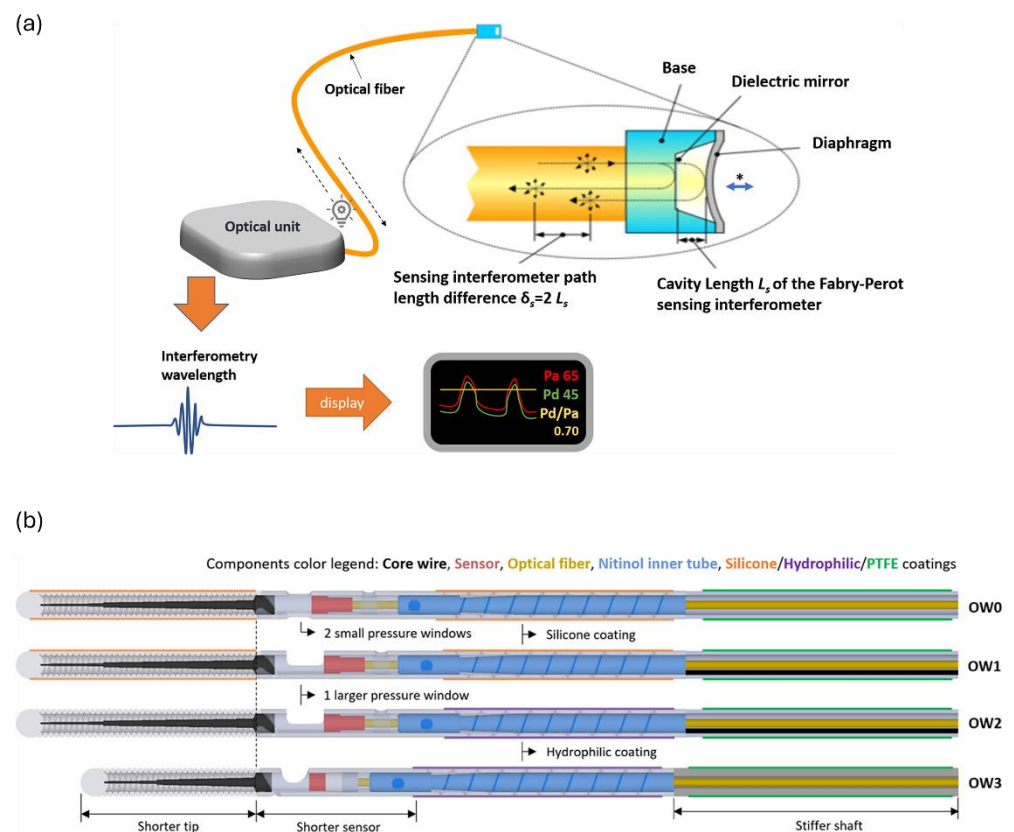 (a)
Optical fiber
Base
Dielectric mirror
Diaphragm
*
Optical unit
Sensing interferometer path
length difference δs=2 Ls
Cavity Length Ls of the Fabry-Perot
sensing interferometer
Interferometry
wavelength
display
Pa 65
Pd 45
Pd/Pa
0.70
(b)
Components color legend: Core wire, Sensor, Optical fiber, Nitinol inner tube, Silicone/Hydrophilic/PTFE coatings
OW0
2 small pressure windows
Silicone coating
OW1
1 larger pressure window
OW2
Hydrophilic coating
OW3
Shorter tip
Shorter sensor
Stiffer shaft